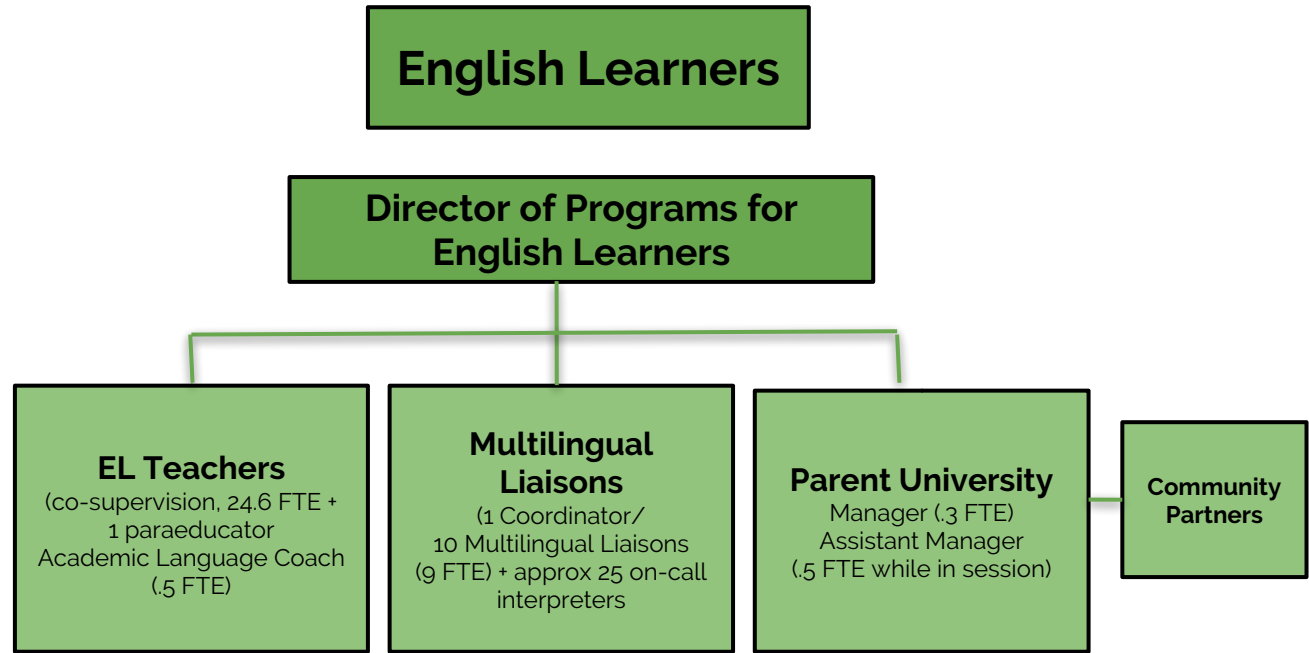 English Learners
Director of Programs for
English Learners
EL Teachers
(co-supervision, 24.6 FTE +
1 paraeducator
Academic Language Coach
(.5 FTE)
Multilingual
Liaisons
(1 Coordinator/
10 Multilingual Liaisons
(9 FTE) + approx 25 on-call
interpreters
Parent University
Manager (.3 FTE)
Assistant Manager
(.5 FTE while in session)
Community
Partners